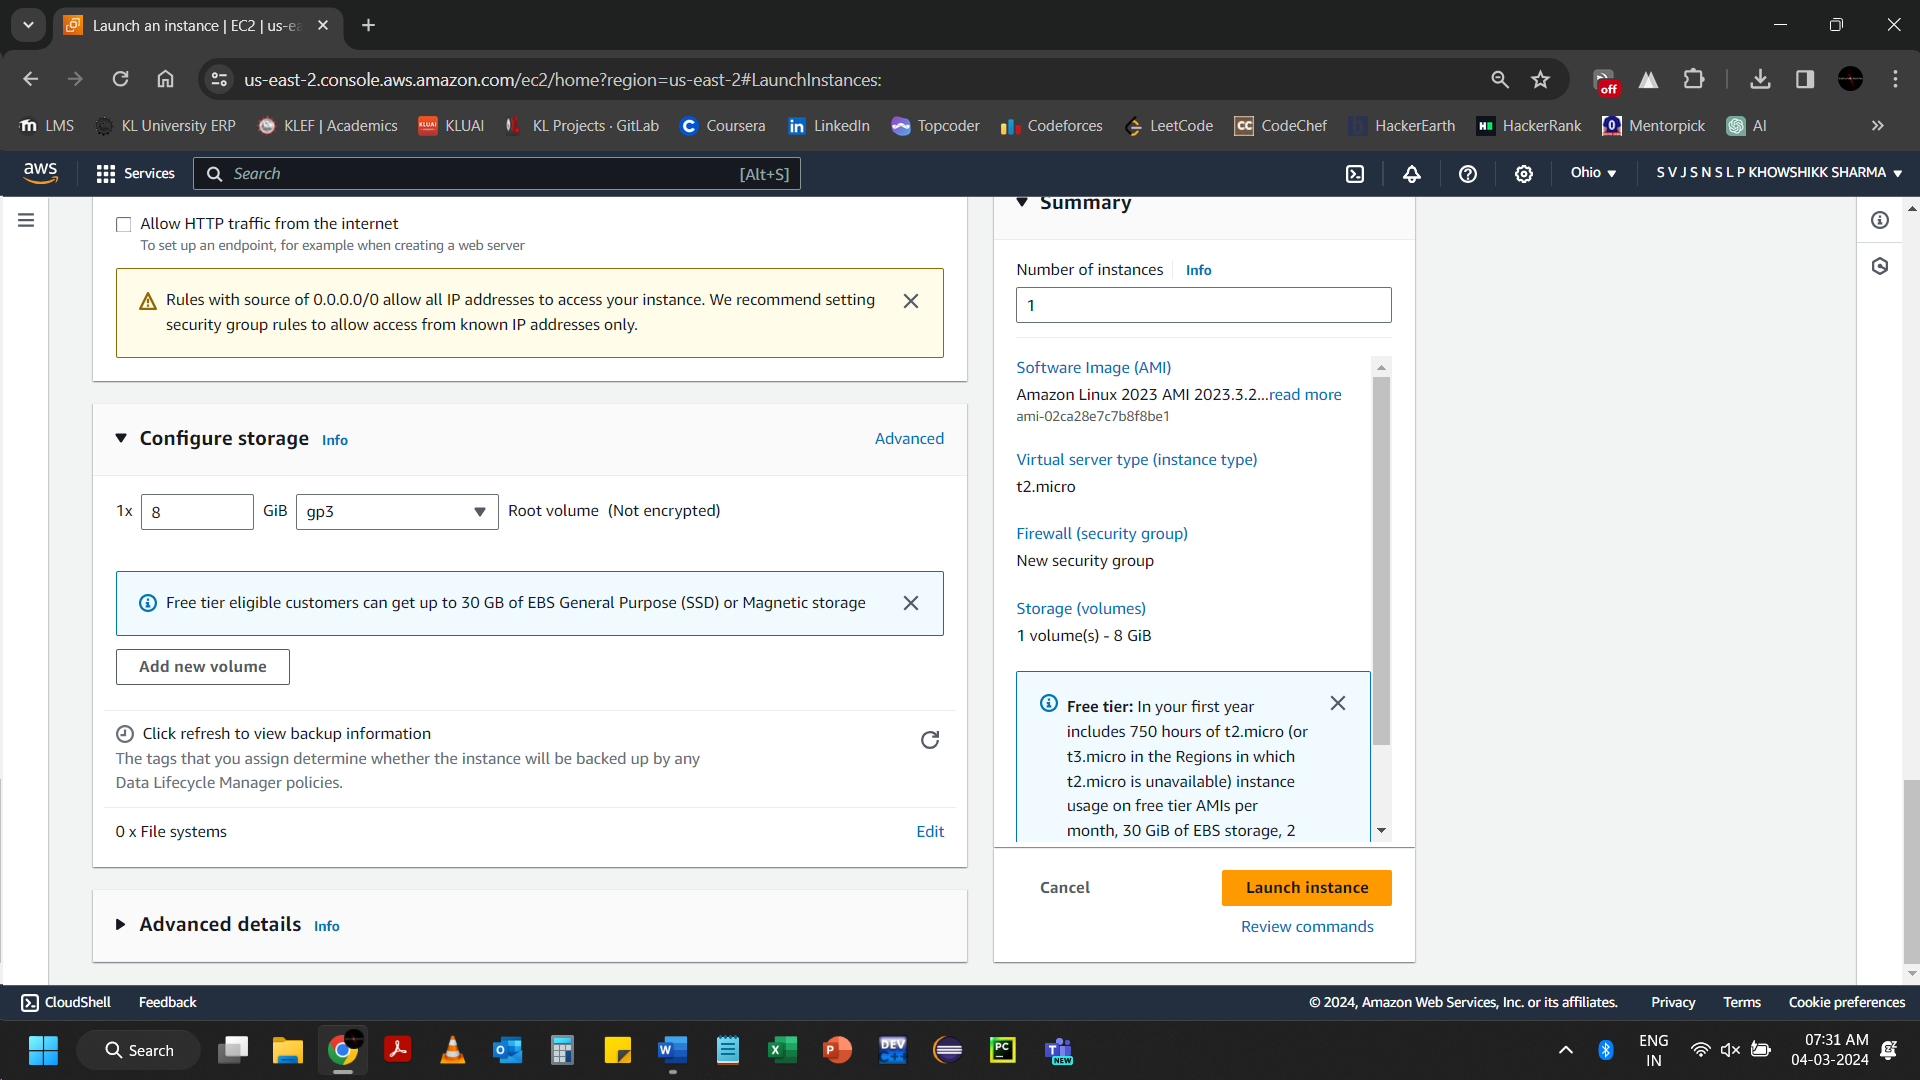 Launch an instance | EC2 | us-ea
us-east-2.console.aws.amazon.com/ec2/home?region=us-east-2#LaunchInstances:
off
LMS
KL University ERP
KLEF | Academics
KLUAI
KL Projects · GitLab
Coursera
LinkedIn
Topcoder
Codeforces
LeetCode
CodeChef
HackerEarth
HackerRank
Mentorpick
AI
aws
Services
Search
[Alt+S]
Ohio
S V J S N S L P KHOWSHIKK SHARMA
Allow HTTP traffic from the internet
To set up an endpoint, for example when creating a web server
Rules with source of 0.0.0.0/0 allow all IP addresses to access your instance. We recommend setting
security group rules to allow access from known IP addresses only.
Configure storage
Info
Advanced
1x
8
GiB
gp3
Root volume (Not encrypted)
Free tier eligible customers can get up to 30 GB of EBS General Purpose (SSD) or Magnetic storage
Add new volume
Click refresh to view backup information
The tags that you assign determine whether the instance will be backed up by any
Data Lifecycle Manager policies.
0 x File systems
Edit
Advanced details
Info
Summary
Number of instances
Info
1
Software Image (AMI)
Amazon Linux 2023 AMI 2023.3.2...read more
ami-02ca28e7c7b8f8be1
Virtual server type (instance type)
t2.micro
Firewall (security group)
New security group
Storage (volumes)
1 volume(s) - 8 GiB
Free tier: In your first year
includes 750 hours of t2.micro (or
t3.micro in the Regions in which
t2.micro is unavailable) instance
usage on free tier AMIs per
month, 30 GiB of EBS storage, 2
Cancel
Launch instance
Review commands
CloudShell
Feedback
© 2024, Amazon Web Services, Inc. or its affiliates.
Privacy
Terms
Cookie preferences
Search
DEV
PC
NEW
ENG
IN
07:31 AM
04-03-2024